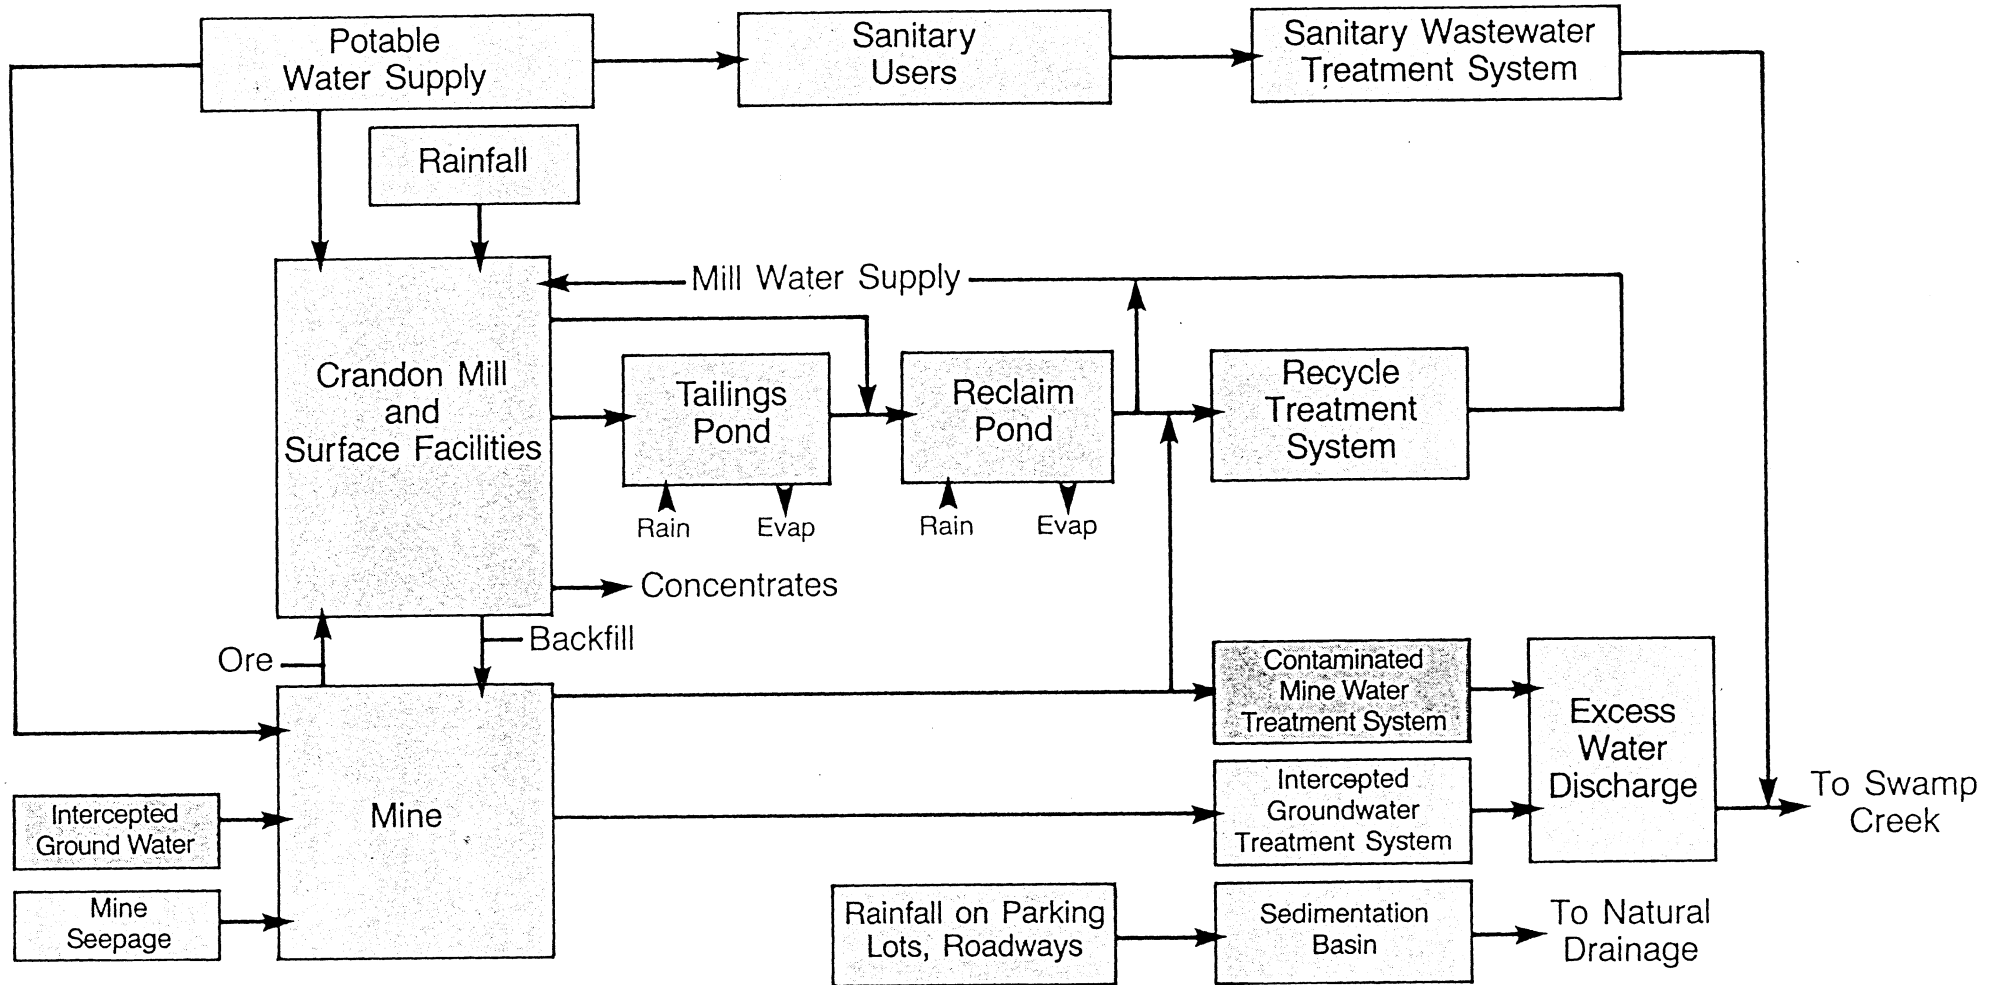 Potable
Water Supply
Sanitary
Users
Sanitary Wastewater
Treatment System
Rainfall
Mill Water Supply
Crandon Mill
and
Surface Facilities
Tailings
Pond
Reclaim
Pond
Recycle
Treatment
System
Rain
Evap
Rain
Evap
Concentrates
Backfill
Ore
Contaminated
Mine Water
Treatment System
Excess
Water
Discharge
Mine
Intercepted
Ground Water
Intercepted
Groundwater
Treatment System
To Swamp
Creek
Mine
Seepage
Rainfall on Parking
Lots, Roadways
Sedimentation
Basin
To Natural
Drainage